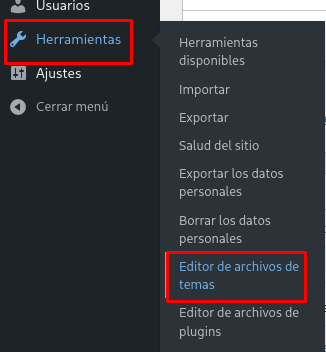 Usuarios
Herramientas
Ajustes
Cerrar menú
Herramientas
disponibles
Importar
Exportar
Salud del sitio
Exportar los datos
personales
Borrar los datos
personales
Editor de archivos de
temas
Editor de archivos de
plugins